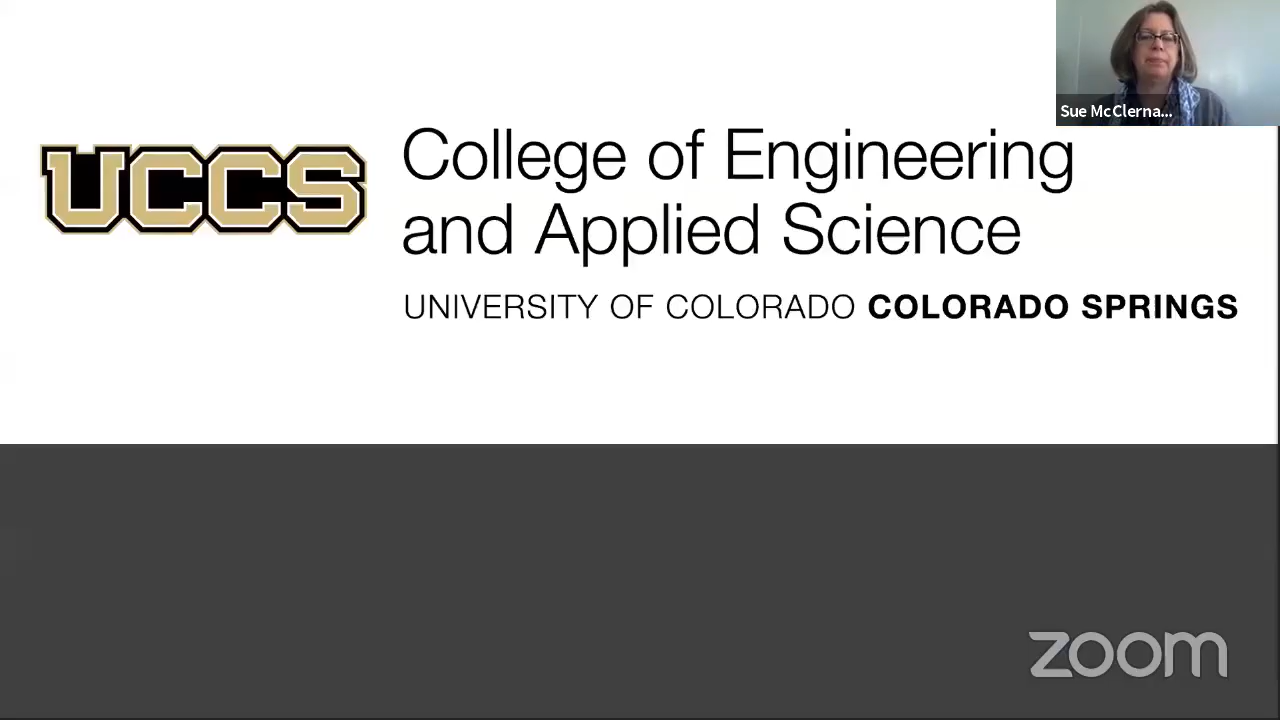 Sue McClerna...
UCCS
College of Engineering
and Applied Science
UNIVERSITY OF COLORADO COLORADO SPRINGS
zoom